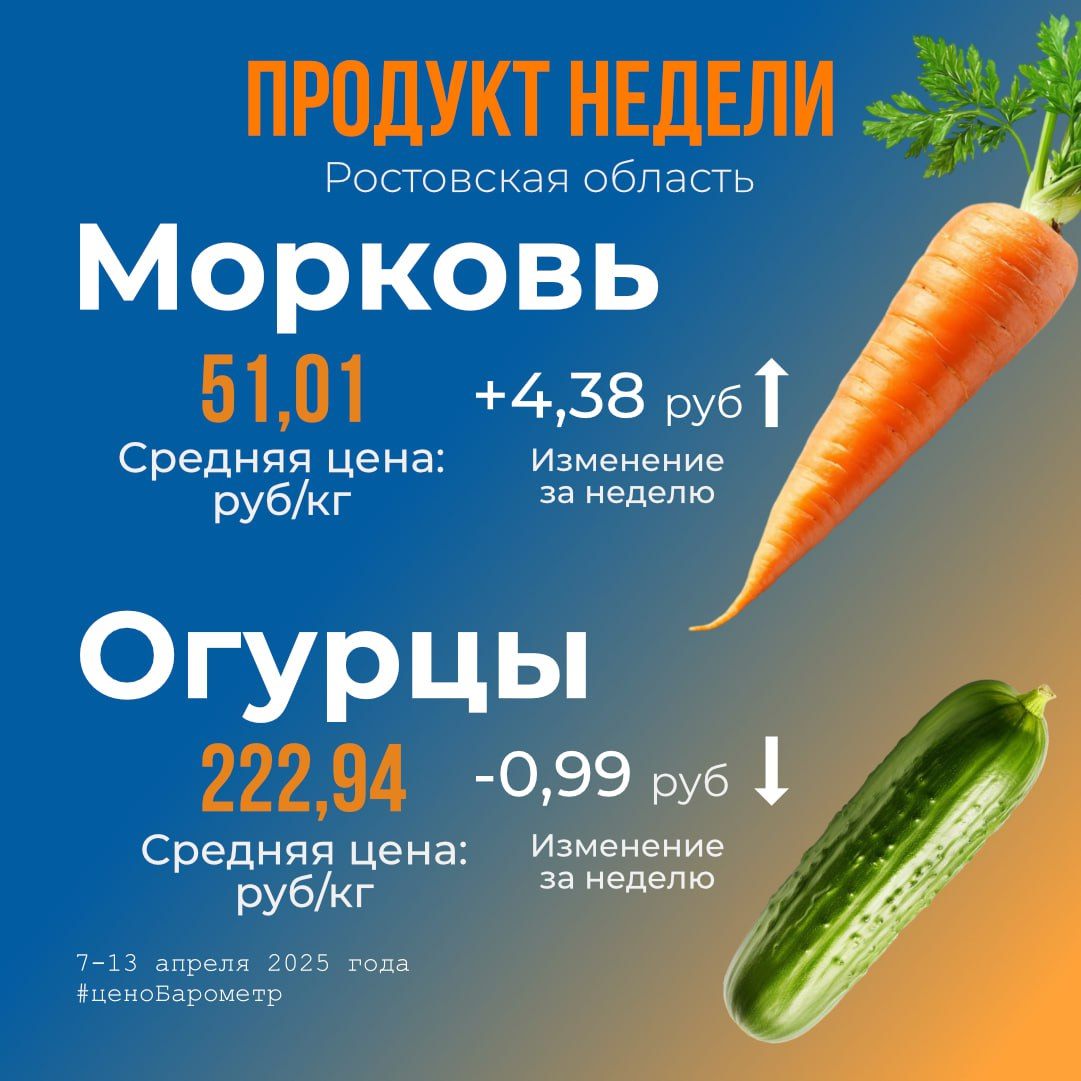 ПРОДУКТ НЕДЕЛИ
Ростовская область
Морковь
51,01
Средняя цена:
руб/кг
+4,38 руб
Изменение
за неделю
Огурцы
222,94
Средняя цена:
руб/кг
-0,99 руб
Изменение
за неделю
7-13 апреля 2025 года
#ценоБарометр